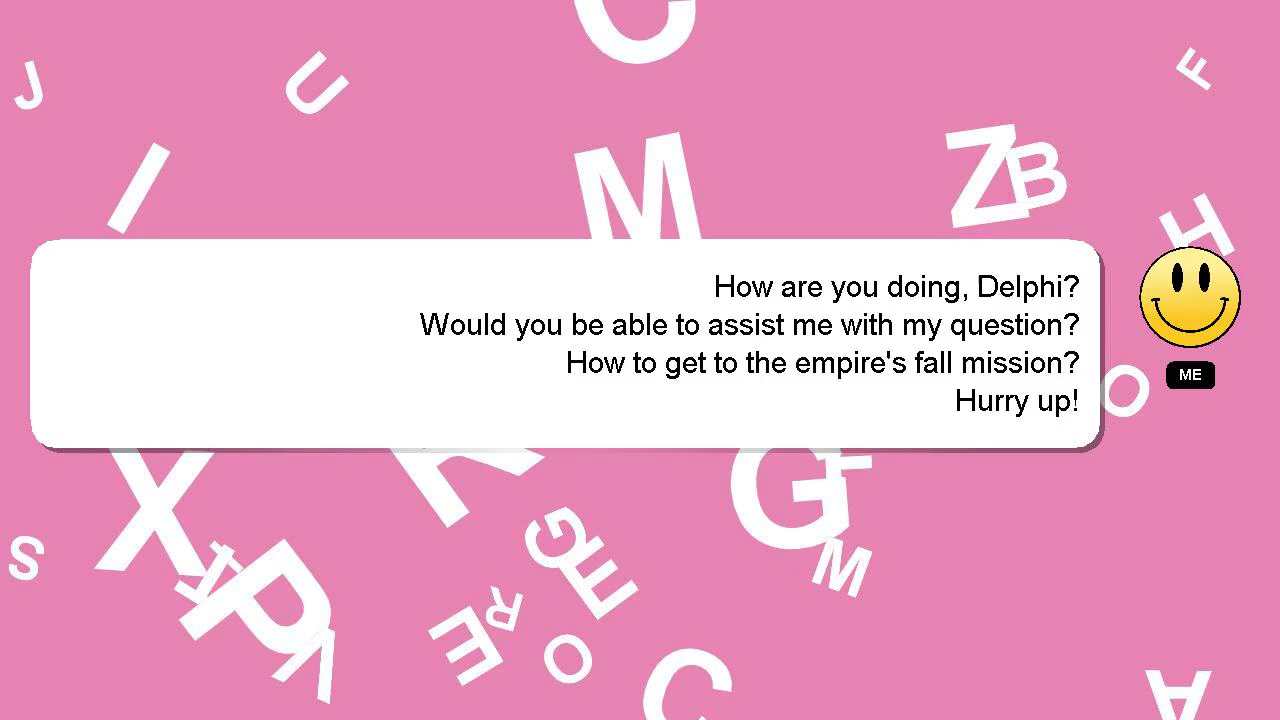 C
J
U
F
I
M
Z
B
H
How are you doing, Delphi?
Would you be able to assist me with my question?
How to get to the empire's fall mission?
Hurry up!
ME
O
X
K
G
F
M
S
G
E
P
V
R
E
O
C
A